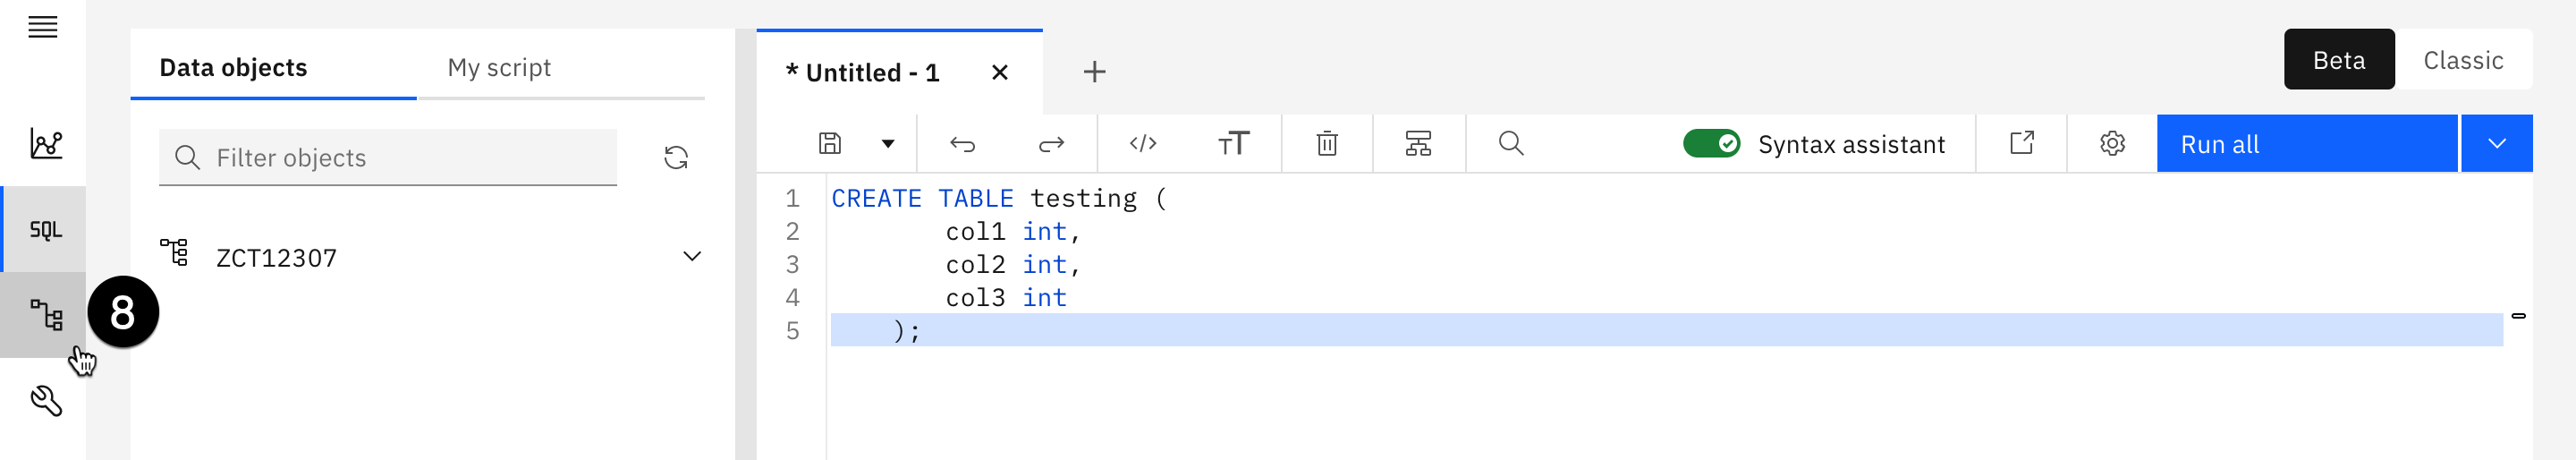 Data objects
My script
* Untitled - 1
Beta
Classic
Filter objects
Syntax assistant
Run all
SQL
ZCT12307
8
1 CREATE TABLE testing (
2 col1 int,
3 col2 int,
4 col3 int
5 );